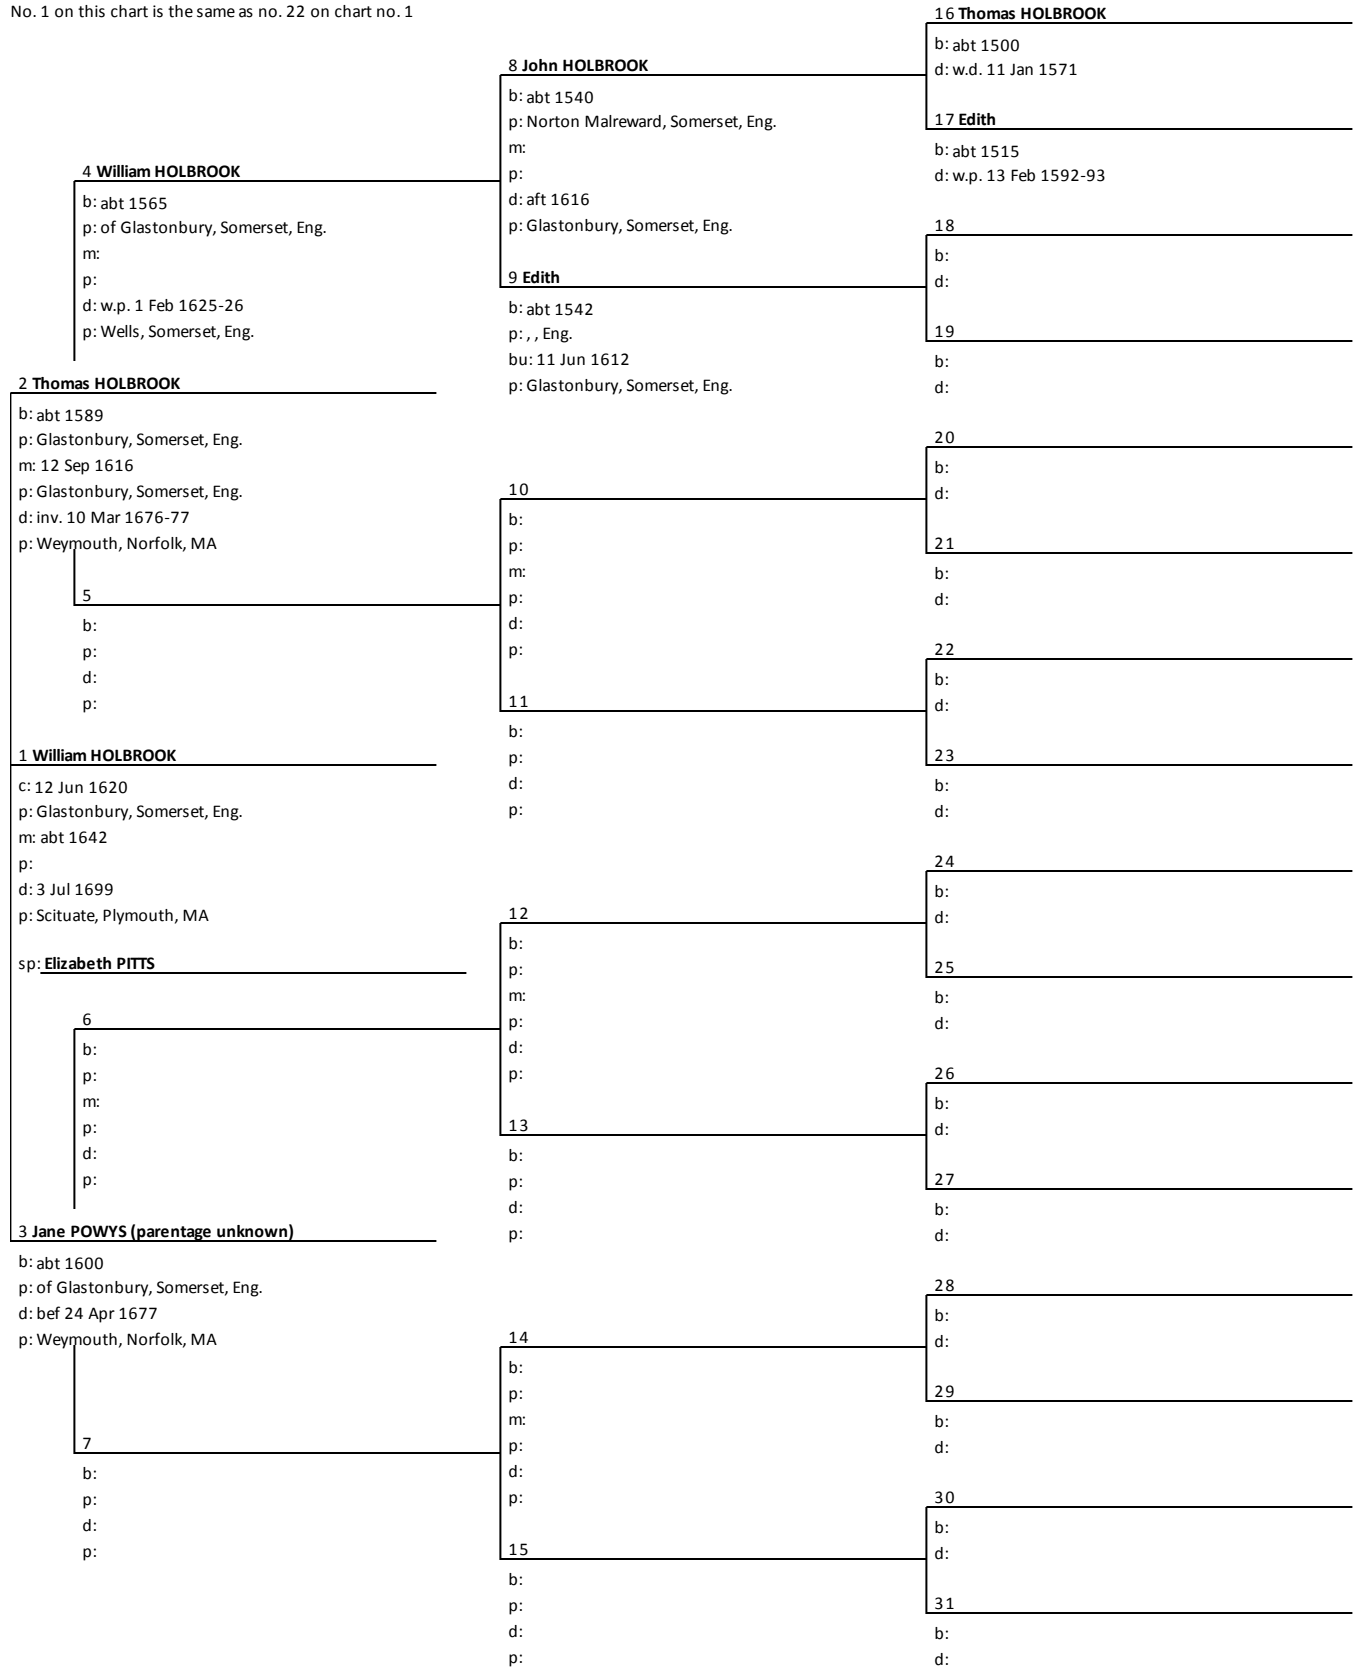 No. 1 on this chart is the same as no. 22 on chart no. 1
2 Thomas HOLBROOK
b: abt 1589
p: Glastonbury, Somerset, Eng.
m: 12 Sep 1616
p: Glastonbury, Somerset, Eng.
d: inv. 10 Mar 1676-77
p: Weymouth, Norfolk, MA
1 William HOLBROOK
c: 12 Jun 1620
p: Glastonbury, Somerset, Eng.
m: abt 1642
p:
d: 3 Jul 1699
p: Scituate, Plymouth, MA
sp: Elizabeth PITTS
3 Jane POWYS (parentage unknown)
b: abt 1600
p: of Glastonbury, Somerset, Eng.
d: bef 24 Apr 1677
p: Weymouth, Norfolk, MA
4 William HOLBROOK
b: abt 1565
p: of Glastonbury, Somerset, Eng.
m:
p:
d: w.p. 1 Feb 1625-26
p: Wells, Somerset, Eng.
5
b:
p:
d:
p:
6
b:
p:
m:
p:
d:
p:
7
b:
p:
d:
p:
8 John HOLBROOK
b: abt 1540
p: Norton Malreward, Somerset, Eng.
m:
p:
d: aft 1616
p: Glastonbury, Somerset, Eng.
9 Edith
b: abt 1542
p: , , Eng.
bu: 11 Jun 1612
p: Glastonbury, Somerset, Eng.
10
b:
p:
m:
p:
d:
p:
11
b:
p:
d:
p:
12
b:
p:
m:
p:
d:
p:
13
b:
p:
d:
p:
14
b:
p:
m:
p:
d:
p:
15
b:
p:
d:
p:
16 Thomas HOLBROOK
b: abt 1500
d: w.d. 11 Jan 1571
17 Edith
b: abt 1515
d: w.p. 13 Feb 1592-93
18
b:
d:
19
b:
d:
20
b:
d:
21
b:
d:
22
b:
d:
23
b:
d:
24
b:
d:
25
b:
d:
26
b:
d:
27
b:
d:
28
b:
d:
29
b:
d:
30
b:
d:
31
b:
d: